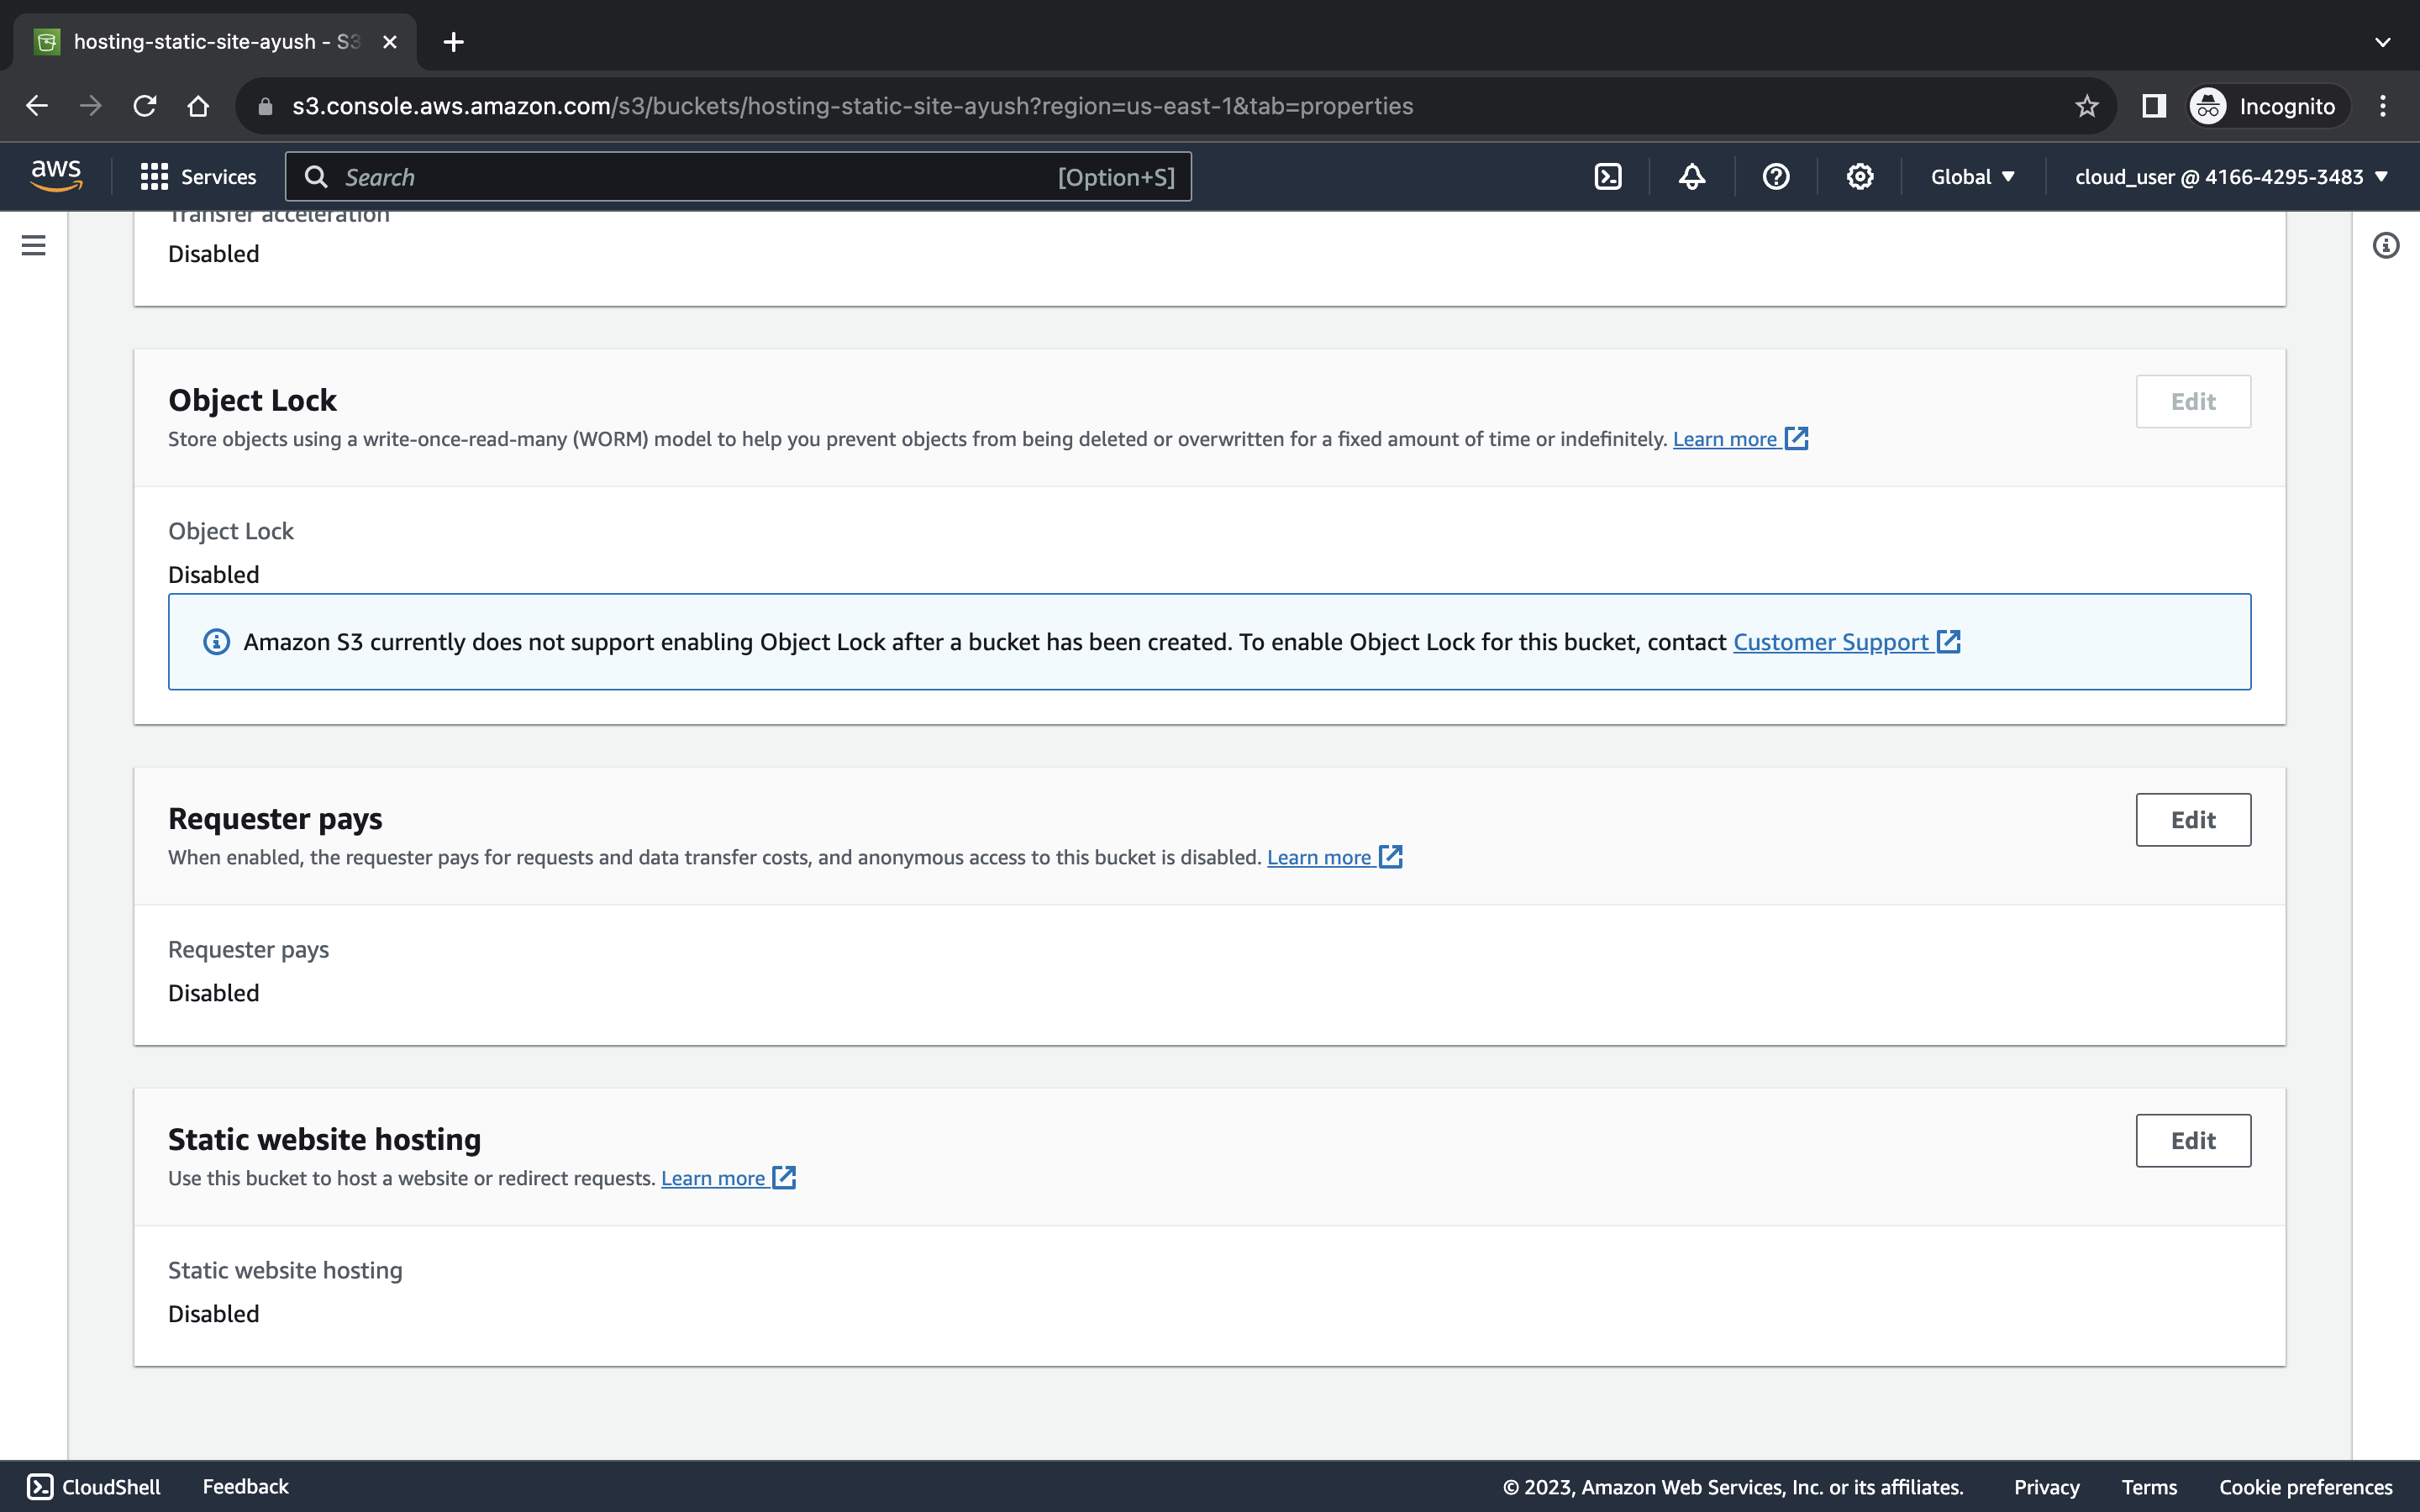 hosting-static-site-ayush - S3
s3.console.aws.amazon.com/s3/buckets/hosting-static-site-ayush?region=us-east-1&tab=properties
Incognito
aws
Services
Search
[Option+S]
Global
cloud_user @ 4166-4295-3483
Transfer acceleration
Disabled
Object Lock
Edit
Store objects using a write-once-read-many (WORM) model to help you prevent objects from being deleted or overwritten for a fixed amount of time or indefinitely. Learn more
Object Lock
Disabled
Amazon S3 currently does not support enabling Object Lock after a bucket has been created. To enable Object Lock for this bucket, contact Customer Support
Requester pays
Edit
When enabled, the requester pays for requests and data transfer costs, and anonymous access to this bucket is disabled. Learn more
Requester pays
Disabled
Static website hosting
Edit
Use this bucket to host a website or redirect requests. Learn more
Static website hosting
Disabled
CloudShell
Feedback
© 2023, Amazon Web Services, Inc. or its affiliates.
Privacy
Terms
Cookie preferences